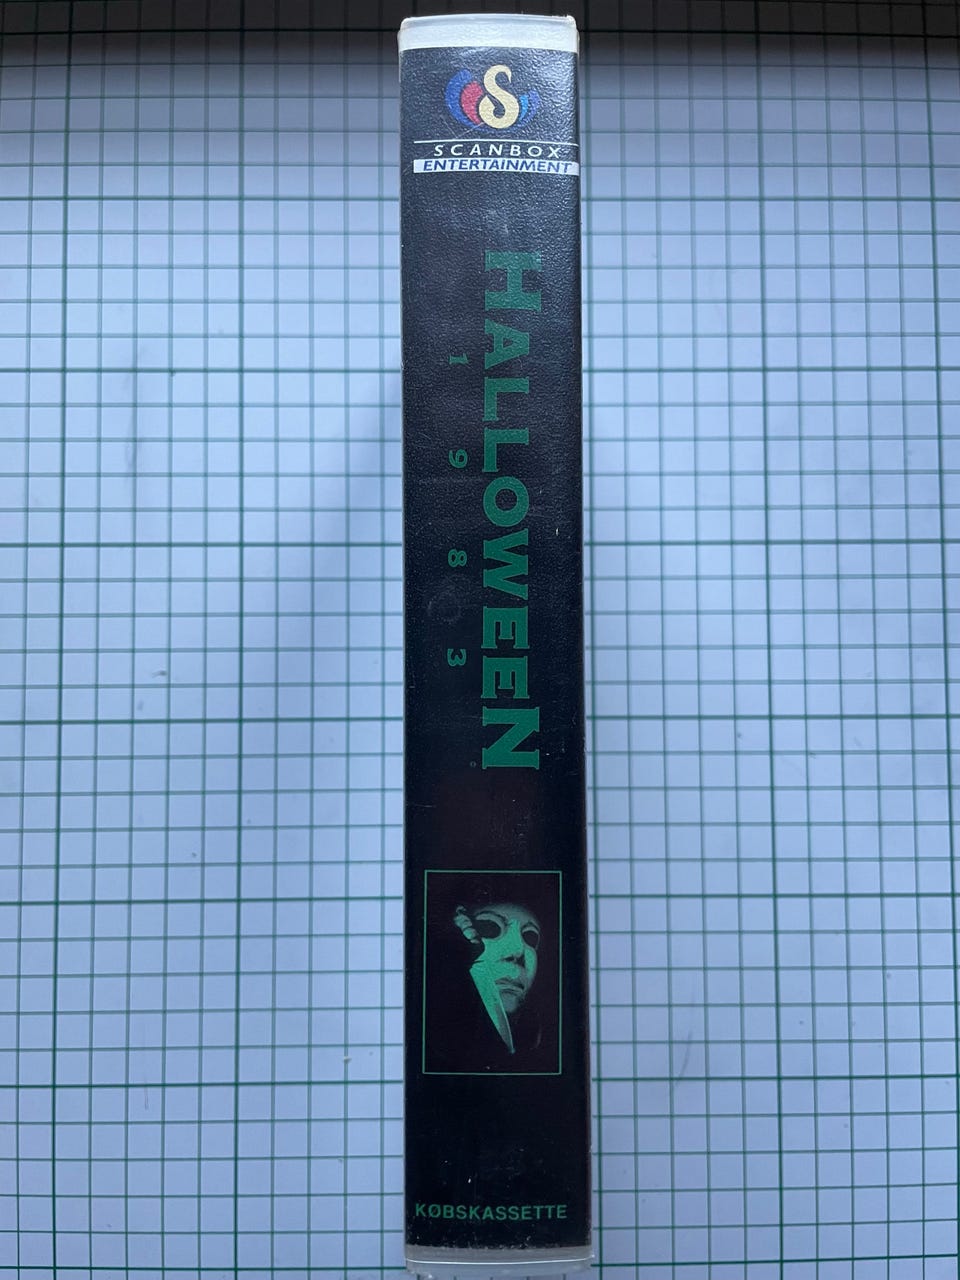 S
SCANBOX
ENTERTAINMENT
HALLOWEEN
1983
KØBSKASSETTE